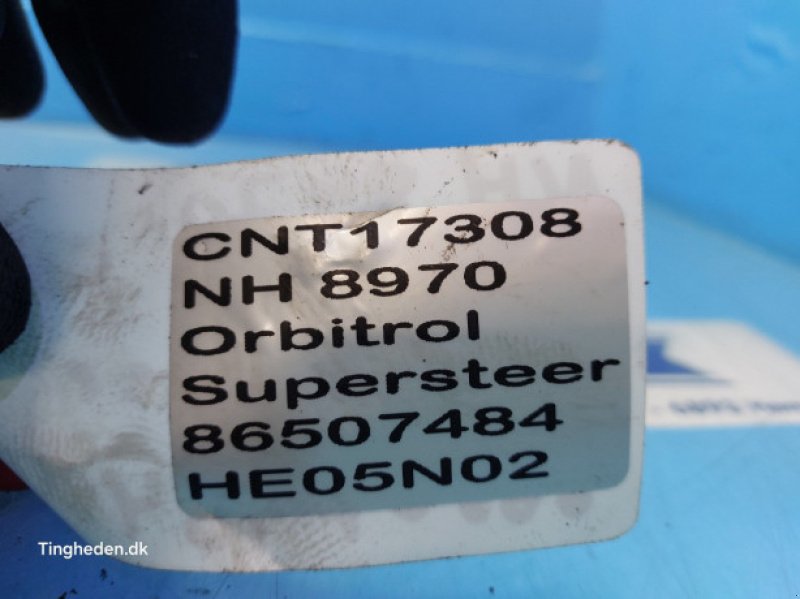 CNT17308
NH 8970
Orbitrol
Supersteer
86507484
HE05N02
Tingheden.dk